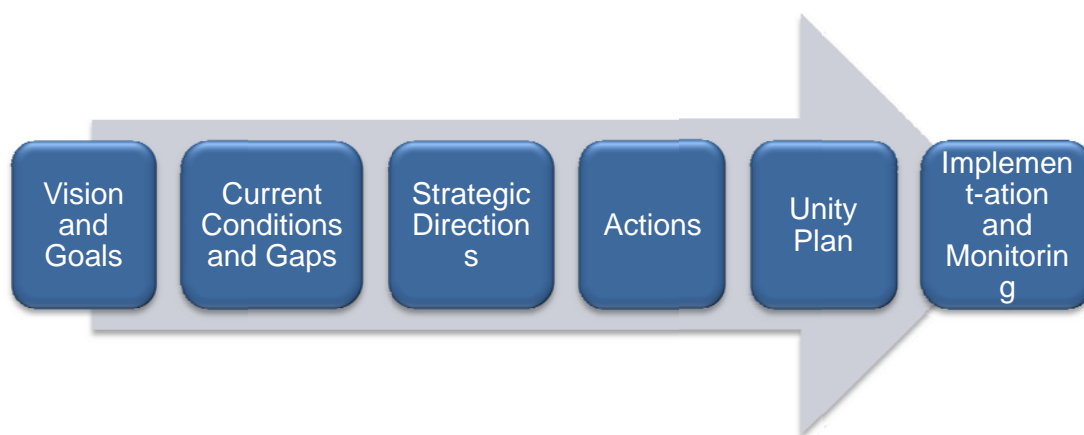 Vision
and
Goals
Current
Conditions
and Gaps
Strategic
Direction
s
Actions
Unity
Plan
Implemen
t-ation
and
Monitorin
g